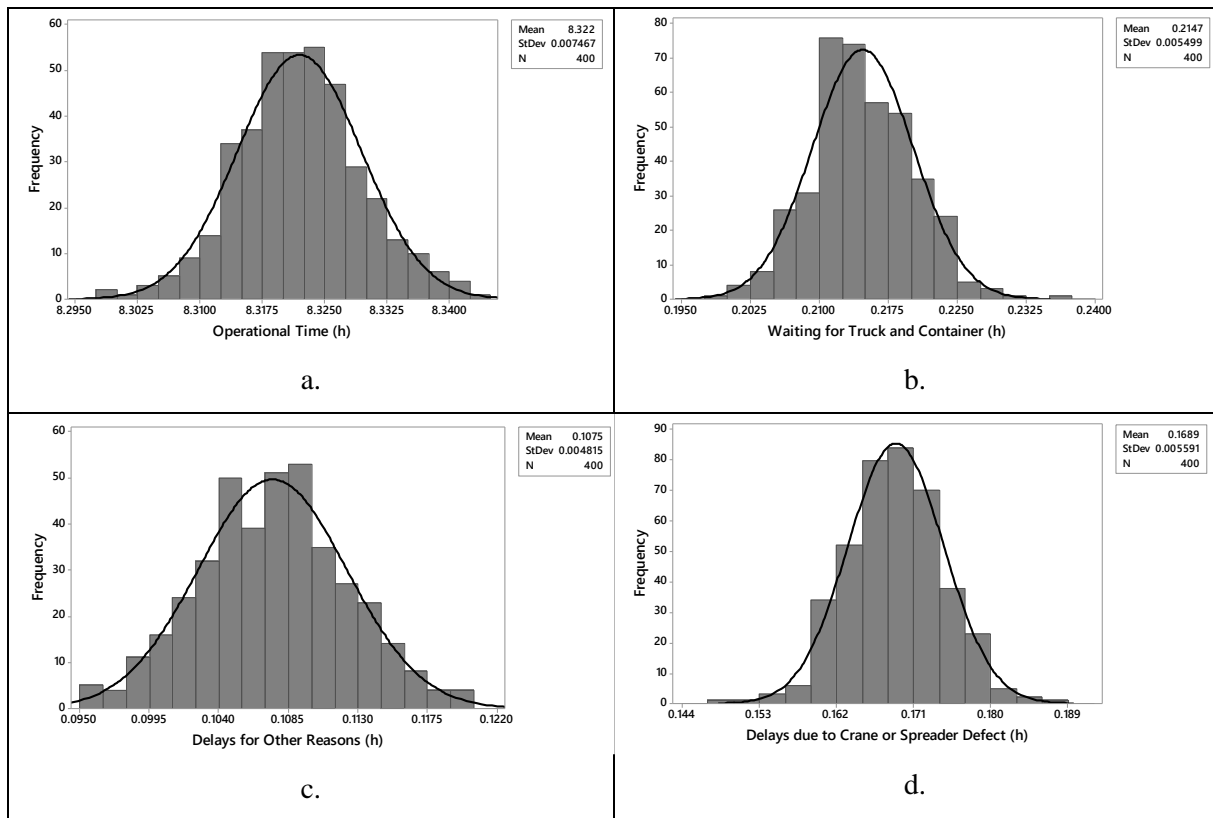 60
50
40
30
20
10
0
Frequency
8.2950 8.3025 8.3100 8.3175 8.3250 8.3325 8.3400
Operational Time (h)
Mean 8.322
StDev 0.007467
N 400
a.
80
70
60
50
40
30
20
10
0
Frequency
0.1950 0.2025 0.2100 0.2175 0.2250 0.2325 0.2400
Waiting for Truck and Container (h)
Mean 0.2147
StDev 0.005499
N 400
b.
60
50
40
30
20
10
0
Frequency
0.0950 0.0995 0.1040 0.1085 0.1130 0.1175 0.1220
Delays for Other Reasons (h)
Mean 0.1075
StDev 0.004815
N 400
c.
90
80
70
60
50
40
30
20
10
0
Frequency
0.144 0.153 0.162 0.171 0.180 0.189
Delays due to Crane or Spreader Defect (h)
Mean 0.1689
StDev 0.005591
N 400
d.